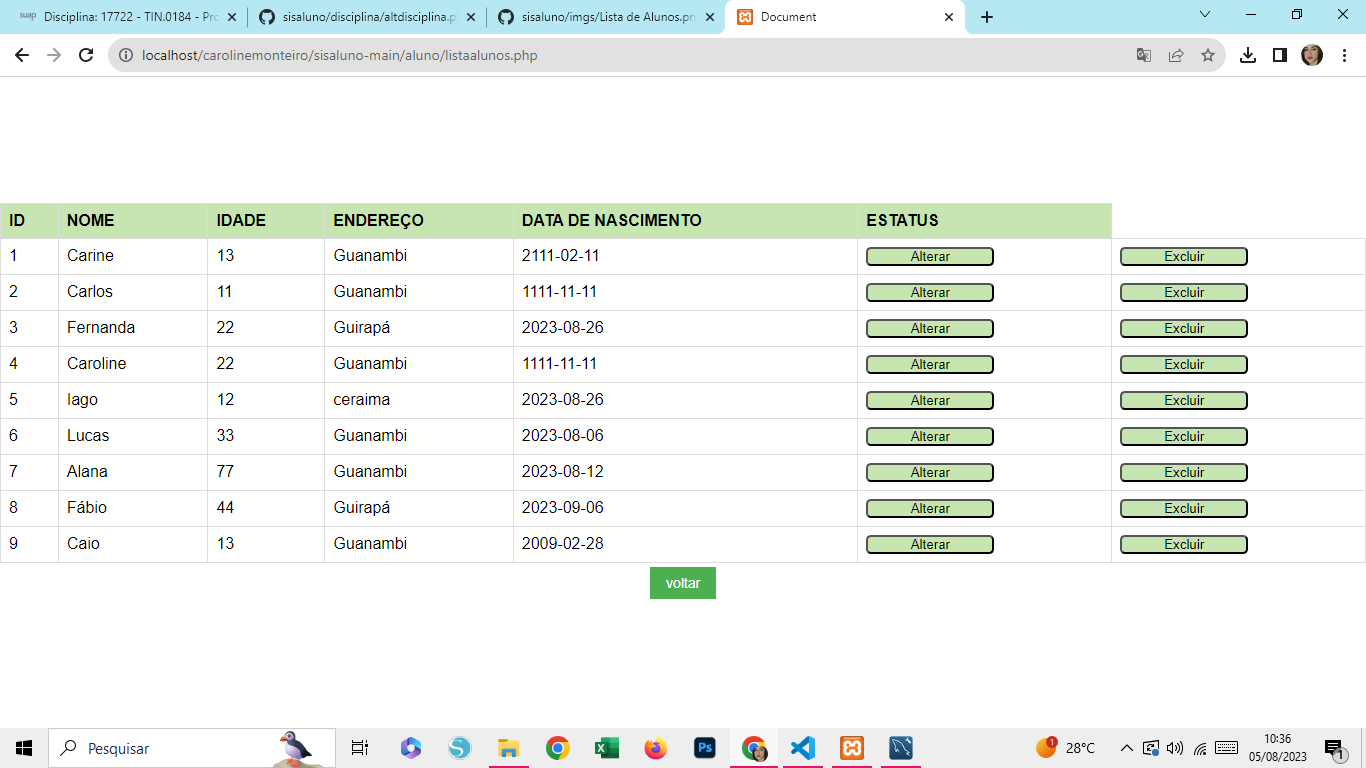 suap Disciplina: 17722 - TIN.0184 - Pro sisaluno/disciplina/altdisciplina.p sisaluno/imgs/Lista de Alunos.pn Document
localhost/carolinemonteiro/sisaluno-main/aluno/listaalunos.php
ID NOME IDADE ENDEREÇO DATA DE NASCIMENTO ESTATUS
1 Carine 13 Guanambi 2111-02-11 Alterar Excluir
2 Carlos 11 Guanambi 1111-11-11 Alterar Excluir
3 Fernanda 22 Guirapá 2023-08-26 Alterar Excluir
4 Caroline 22 Guanambi 1111-11-11 Alterar Excluir
5 Iago 12 ceraima 2023-08-26 Alterar Excluir
6 Lucas 33 Guanambi 2023-08-06 Alterar Excluir
7 Alana 77 Guanambi 2023-08-12 Alterar Excluir
8 Fábio 44 Guirapá 2023-09-06 Alterar Excluir
9 Caio 13 Guanambi 2009-02-28 Alterar Excluir
voltar
Pesquisar Ps 1 28°C 10:36 1
05/08/2023